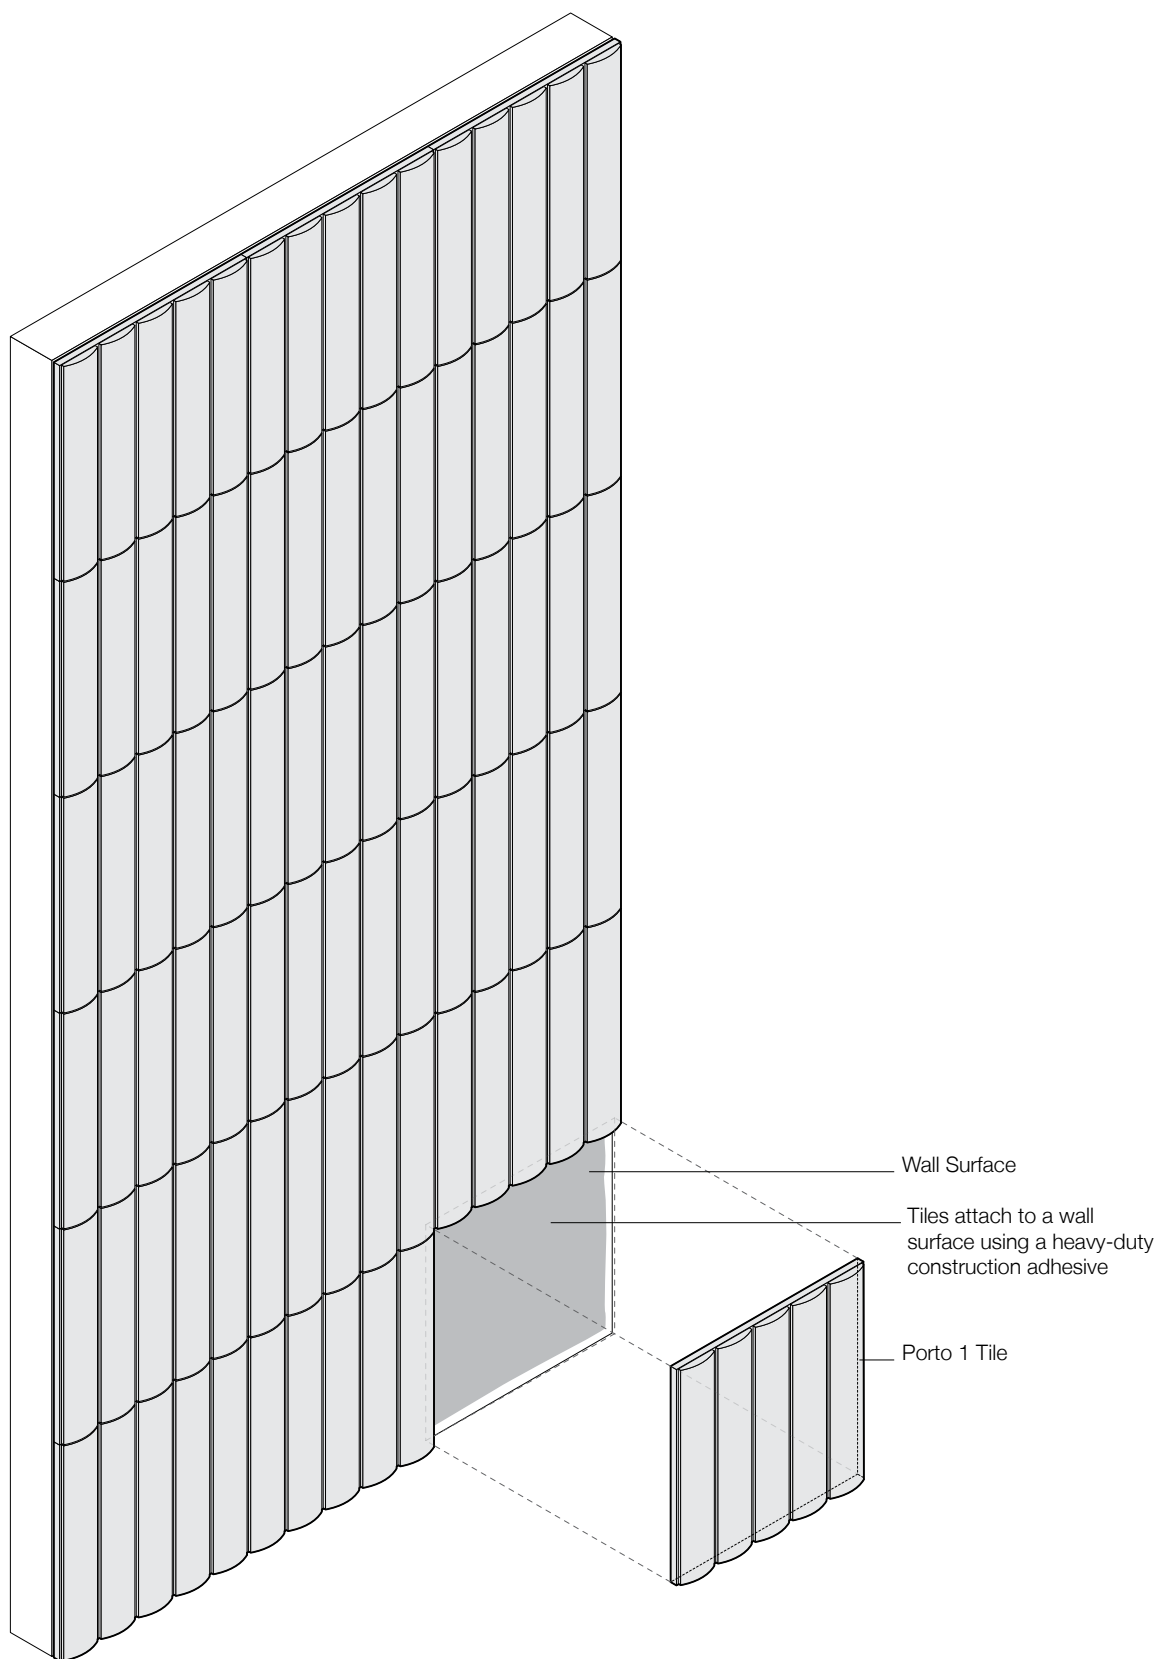 Wall Surface
Tiles attach to a wall
surface using a heavy-duty
construction adhesive
Porto 1 Tile